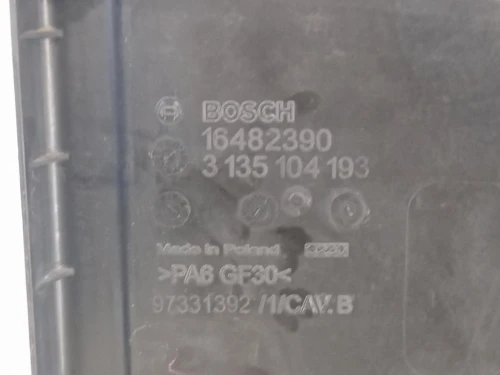 BOSCH
16482390
3 135 104 193
Made in Poland
>PA6 GF30<
97331392 /1/CAV.B